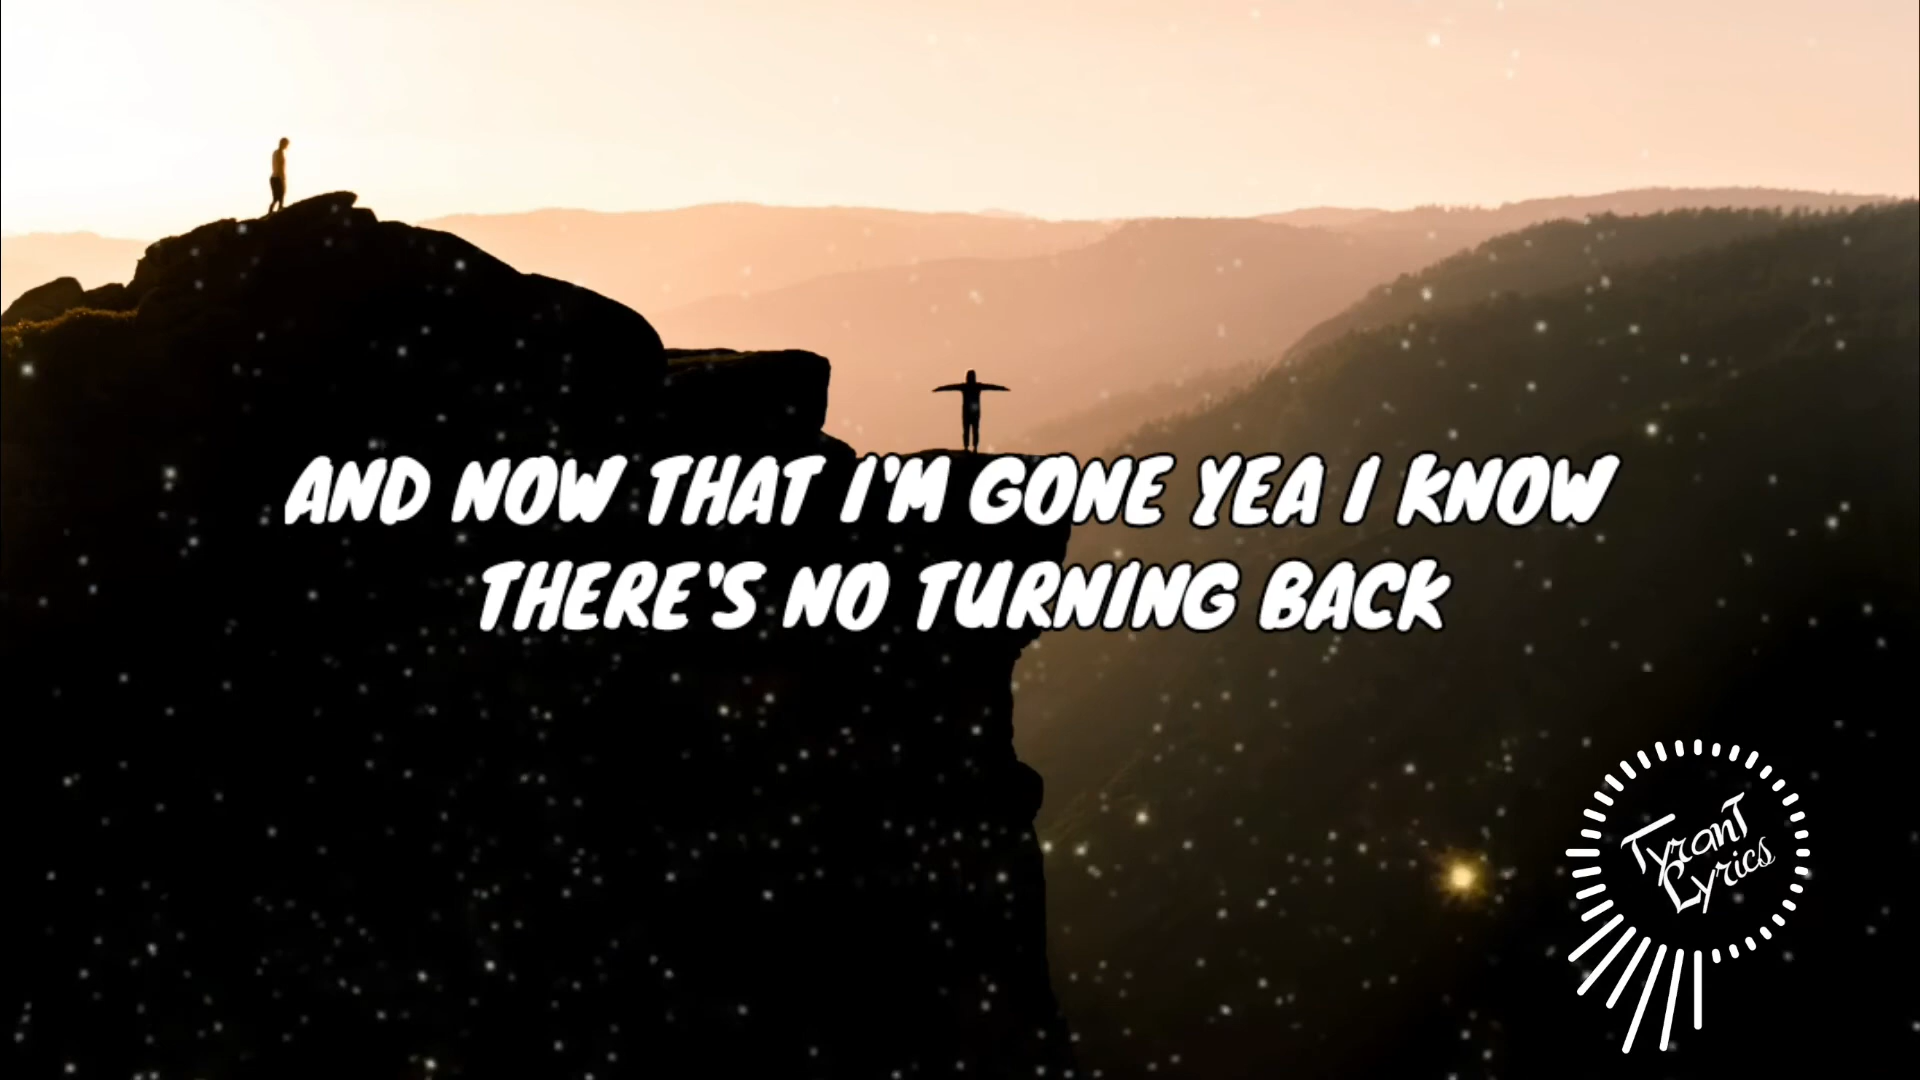 AND NOW THAT I'M GONE YEA I KNOW
THERE'S NO TURNING BACK
Tyrant
Lyrics